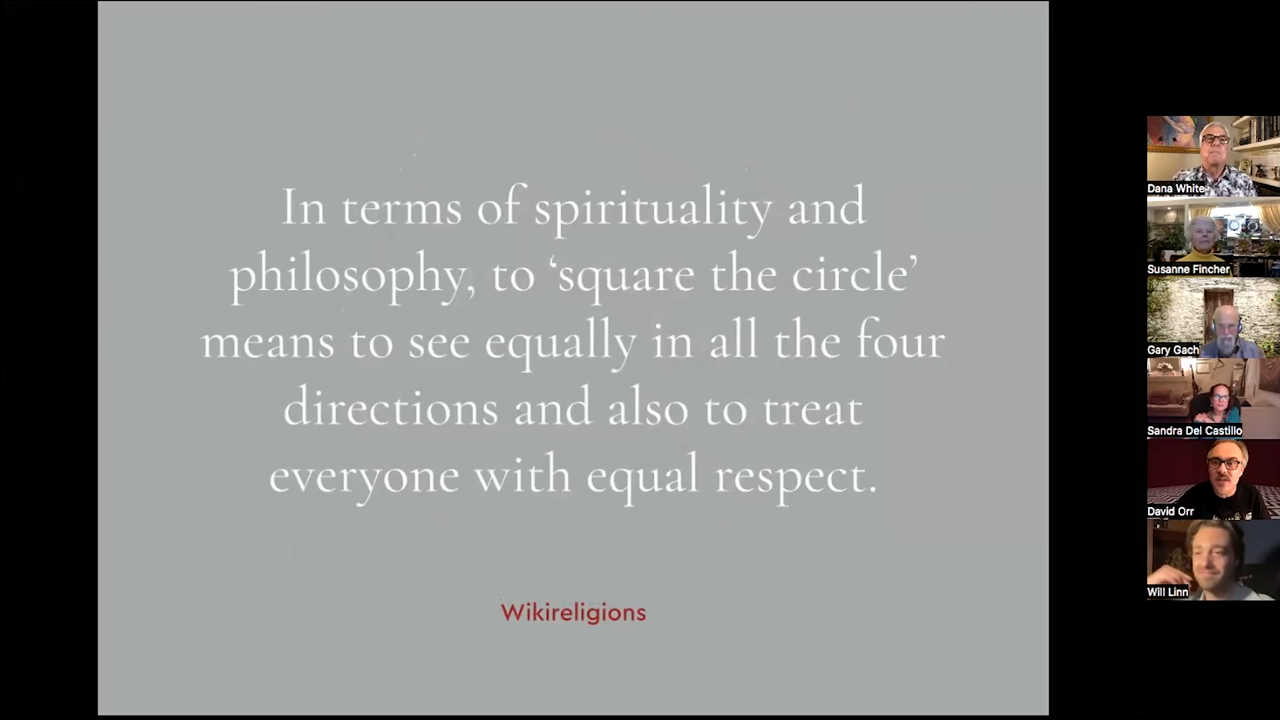 In terms of spirituality and
philosophy, to ‘square the circle’
means to see equally in all the four
directions and also to treat
everyone with equal respect.
Wikireligions
Dana White
Susanne Fincher
Gary Gach
Sandra Del Castillo
David Orr
Will Linn